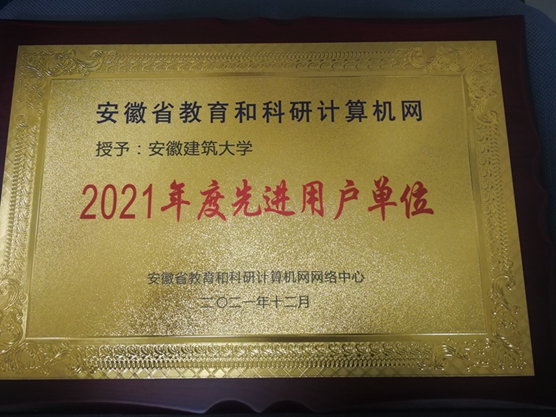 安徽省教育和科研计算机网
授予：安徽建筑大学
2021年度先进用户单位
安徽省教育和科研计算机网网络中心
二〇二一年十二月